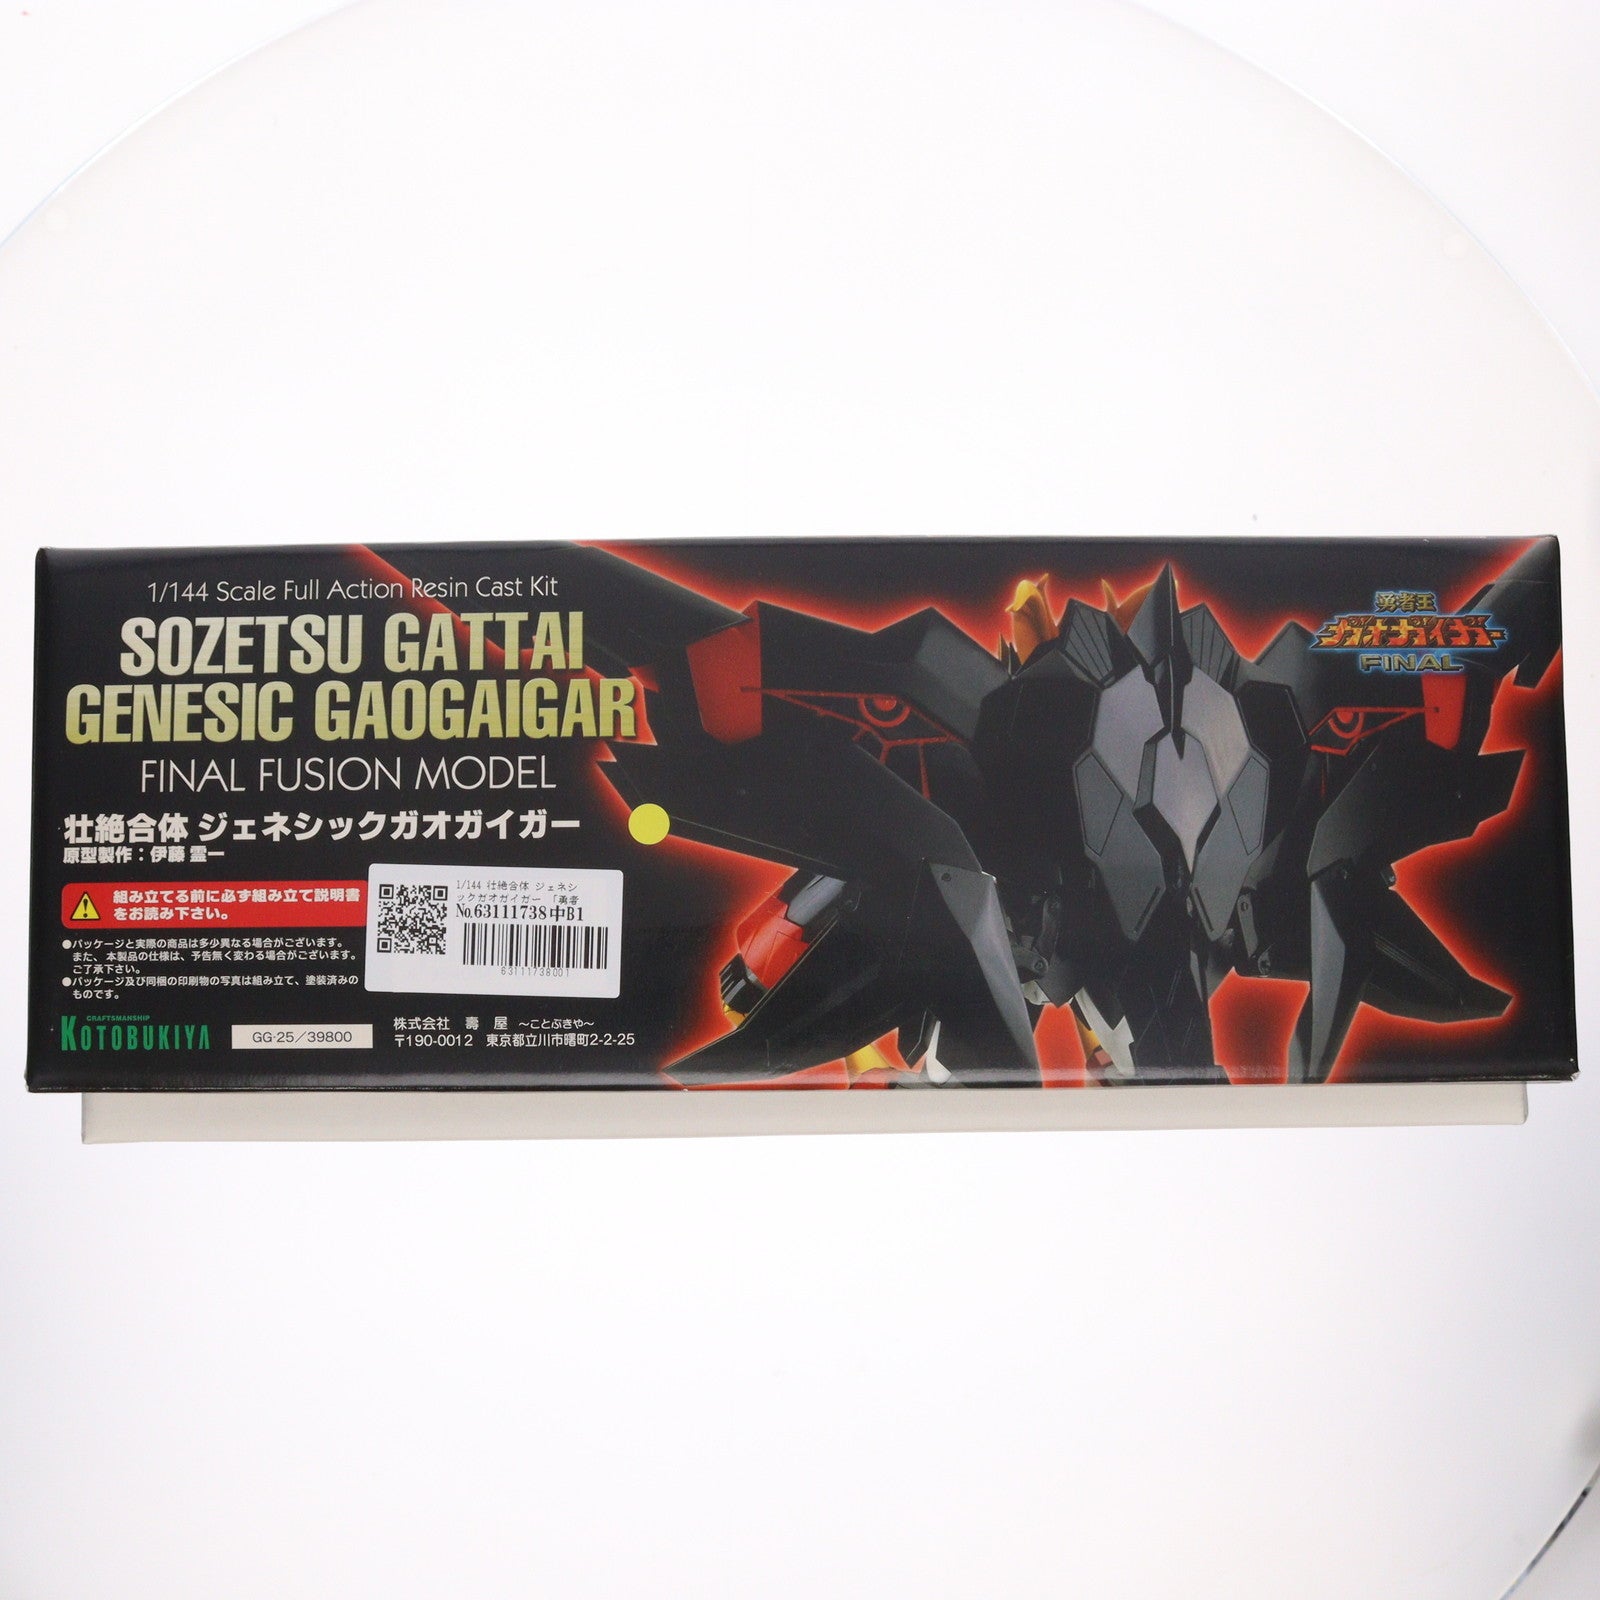 1/144 Scale Full Action Resin Cast Kit
SOZETSU GATTAI
GENESIC GAOGAIGAR
FINAL FUSION MODEL
壮絶合体 ジェネシックガオガイガー
原型製作：伊藤 霊一
組み立てる前に必ず組み立て説明書
をお読み下さい。
●パッケージと実際の商品は多少異なる場合がございます。
また、本製品の仕様は、予告無く変わる場合がございます。
ご了承下さい。
●パッケージ及び同梱の印刷物の写真は組み立て、塗装済みの
ものです。
1/144 壮絶合体 ジェネシ
ックガオガイガー 「勇者
No.63111738中B1
63111738001
CRAFTSMANSHIP
KOTOBUKIYA
GG-25/39800
株式会社 壽屋 ～ことぶきや～
〒190-0012 東京都立川市曙町2-2-25
勇者王
ガオガイガー
FINAL